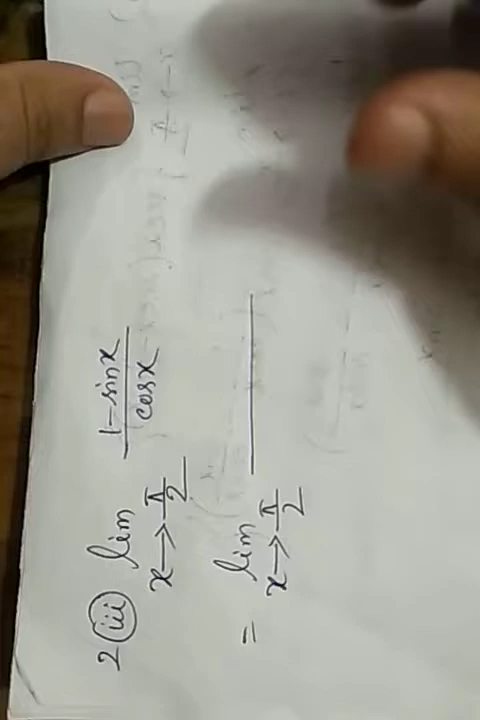 2 (iii) lim x→π/2 1-sinx/cosx
= lim x→π/2